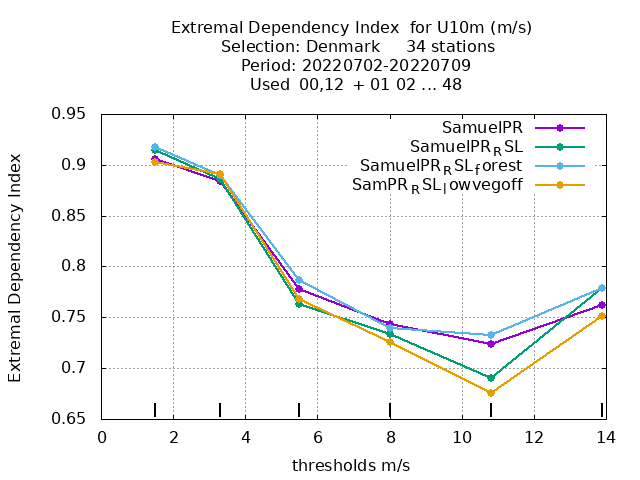 Extremal Dependency Index  for U10m (m/s)
Selection: Denmark     34 stations
Period: 20220702-20220709
Used  00,12  + 01 02 ... 48
SamuelPR
SamuelPR_RSL
SamuelPR_RSL_forest
SamPR_RSL_lowvegoff
0.95
0.9
0.85
0.8
0.75
0.7
0.65
Extremal Dependency Index
0 2 4 6 8 10 12 14
thresholds m/s